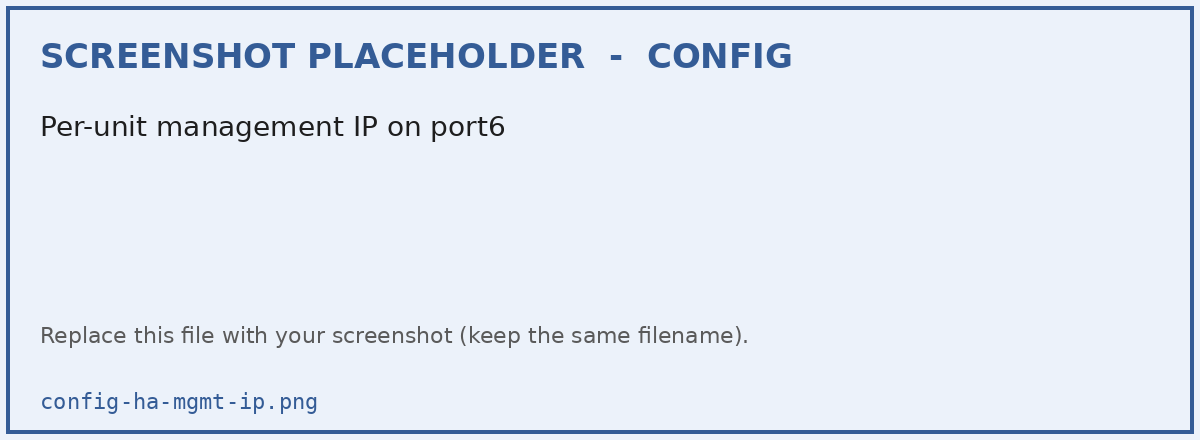 SCREENSHOT PLACEHOLDER - CONFIG
Per-unit management IP on port6
Replace this file with your screenshot (keep the same filename).
config-ha-mgmt-ip.png